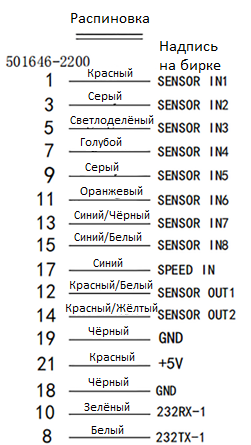 Распиновка
Надпись
на бирке
501646-2200
1 Красный SENSOR IN1
3 Серый SENSOR IN2
5 Светлоделёный SENSOR IN3
7 Голубой SENSOR IN4
9 Серый SENSOR IN5
11 Оранжевый SENSOR IN6
13 Синий/Чёрный SENSOR IN7
15 Синий/Белый SENSOR IN8
17 Синий SPEED IN
12 Красный/Белый SENSOR OUT1
14 Красный/Жёлтый SENSOR OUT2
19 Чёрный GND
21 Красный +5V
18 Чёрный GND
10 Зелёный 232RX-1
8 Белый 232TX-1